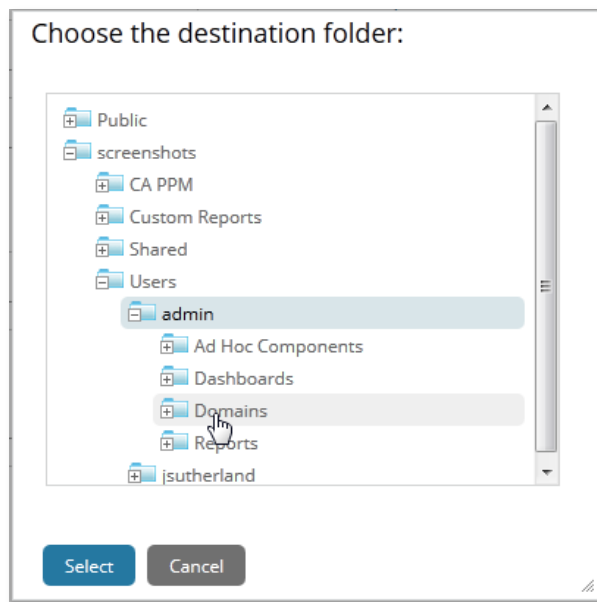 Choose the destination folder:
Public
screenshots
CA PPM
Custom Reports
Shared
Users
admin
Ad Hoc Components
Dashboards
Domains
Reports
jsutherland
Select
Cancel